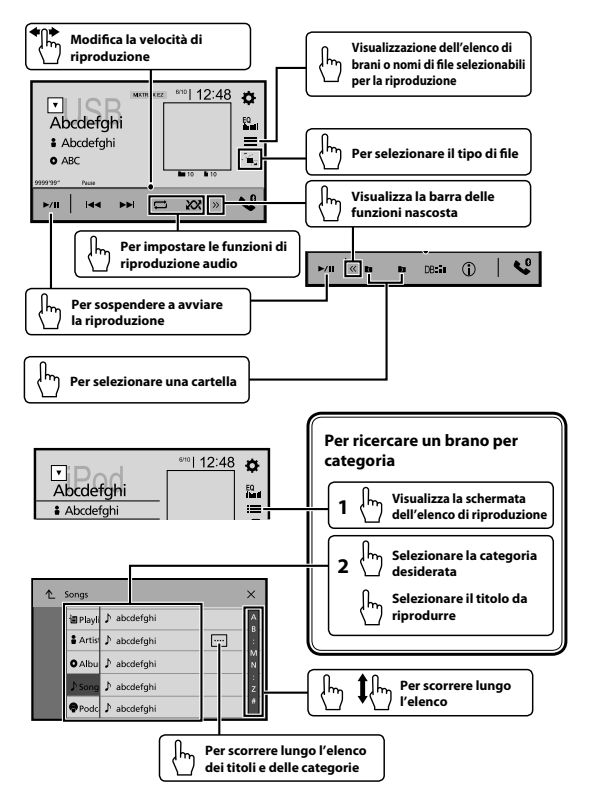 Modifica la velocità di
riproduzione
Visualizzazione dell'elenco di
brani o nomi di file selezionabili
per la riproduzione
USB
6/10 12:48
Abcdefghi
EQ
Abcdefghi
ABC
10 10
9999'99" Pause
Per selezionare il tipo di file
Visualizza la barra delle
funzioni nascosta
Per impostare le funzioni di
riproduzione audio
DB
Per sospendere a avviare
la riproduzione
Per selezionare una cartella
iPod
6/10 12:48
Abcdefghi
EQ
Abcdefghi
Per ricercare un brano per
categoria
1 Visualizza la schermata
dell'elenco di riproduzione
2 Selezionare la categoria
desiderata
Selezionare il titolo da
riprodurre
Songs
Playli abcdefghi
Artist abcdefghi
Albu abcdefghi
Song abcdefghi
Podc abcdefghi
A
B
:
M
N
:
Z
#
Per scorrere lungo
l'elenco
Per scorrere lungo l'elenco
dei titoli e delle categorie